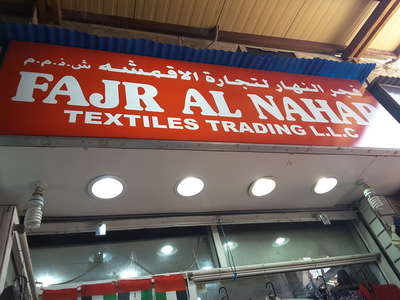 فجر النهار لتجارة الاقمشه ش.ذ.م.م
FAJR AL NAHAR
TEXTILES TRADING L.L.C